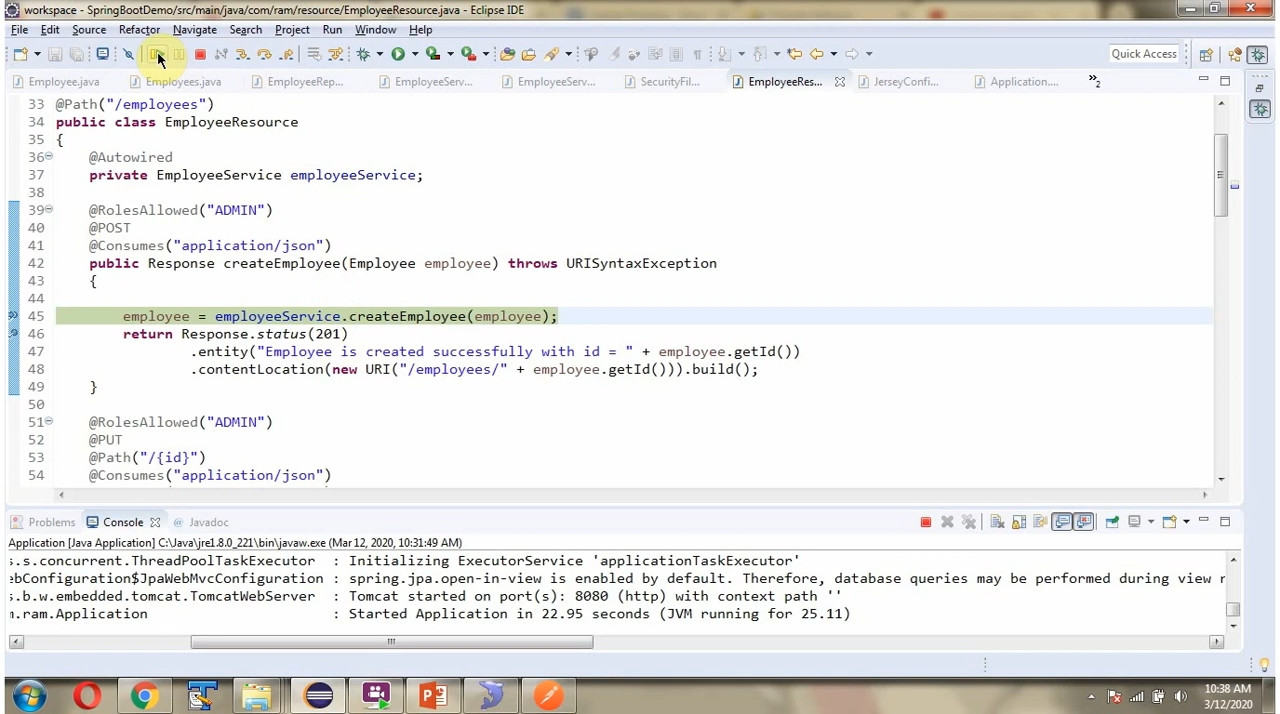 workspace - SpringBootDemo/src/main/java/com/ram/resource/EmployeeResource.java - Eclipse IDE
File Edit Source Refactor Navigate Search Project Run Window Help
Quick Access
Employee.java Employees.java EmployeeRep... EmployeeServ... EmployeeServ... SecurityFil... EmployeeRes... JerseyConfi... Application.... »2
33 @Path("/employees")
34 public class EmployeeResource
35 {
36 @Autowired
37 private EmployeeService employeeService;
38
39 @RolesAllowed("ADMIN")
40 @POST
41 @Consumes("application/json")
42 public Response createEmployee(Employee employee) throws URISyntaxException
43 {
44
45 employee = employeeService.createEmployee(employee);
46 return Response.status(201)
47 .entity("Employee is created successfully with id = " + employee.getId())
48 .contentLocation(new URI("/employees/" + employee.getId())).build();
49 }
50
51 @RolesAllowed("ADMIN")
52 @PUT
53 @Path("/{id}")
54 @Consumes("application/json")
Problems Console Javadoc
Application [Java Application] C:\Java\jre1.8.0_221\bin\javaw.exe (Mar 12, 2020, 10:31:49 AM)
s.s.concurrent.ThreadPoolTaskExecutor : Initializing ExecutorService 'applicationTaskExecutor'
ebConfiguration$JpaWebMvcConfiguration : spring.jpa.open-in-view is enabled by default. Therefore, database queries may be performed during view r
s.b.w.embedded.tomcat.TomcatWebServer : Tomcat started on port(s): 8080 (http) with context path ''
m.ram.Application : Started Application in 22.95 seconds (JVM running for 25.11)
10:38 AM
3/12/2020